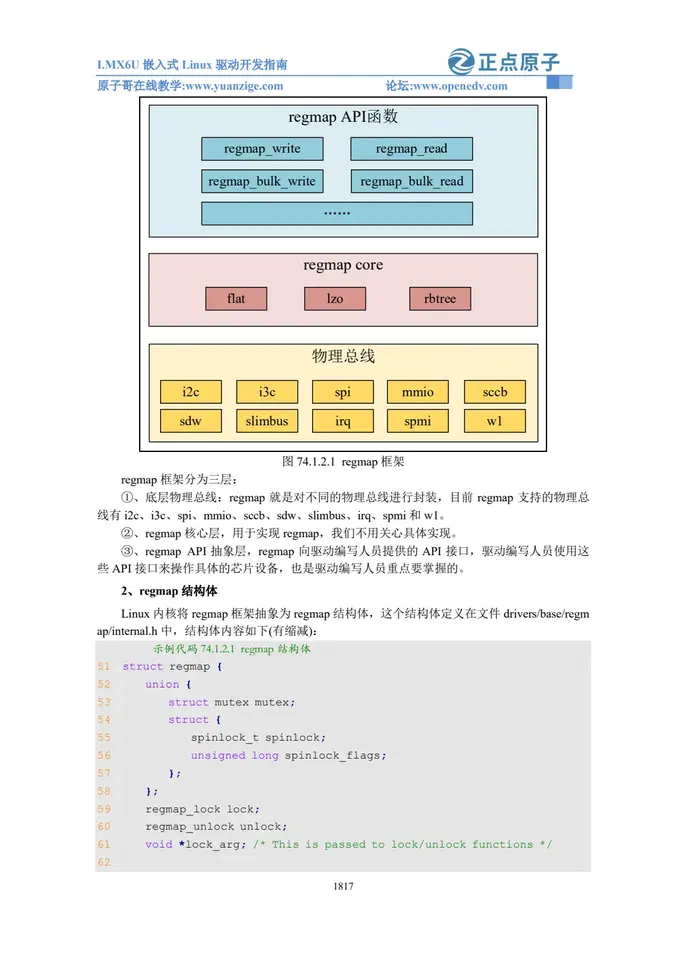 I.MX6U 嵌入式 Linux 驱动开发指南
正点原子
原子哥在线教学:www.yuanzige.com 论坛:www.openedv.com
regmap API函数
regmap_write regmap_read
regmap_bulk_write regmap_bulk_read
······
regmap core
flat lzo rbtree
物理总线
i2c i3c spi mmio sccb
sdw slimbus irq spmi w1
图 74.1.2.1 regmap 框架
regmap 框架分为三层：
①、底层物理总线：regmap 就是对不同的物理总线进行封装，目前 regmap 支持的物理总
线有 i2c、i3c、spi、mmio、sccb、sdw、slimbus、irq、spmi 和 w1。
②、regmap 核心层，用于实现 regmap，我们不用关心具体实现。
③、regmap API 抽象层，regmap 向驱动编写人员提供的 API 接口，驱动编写人员使用这
些 API 接口来操作具体的芯片设备，也是驱动编写人员重点要掌握的。
2、regmap 结构体
Linux 内核将 regmap 框架抽象为 regmap 结构体，这个结构体定义在文件 drivers/base/regm
ap/internal.h 中，结构体内容如下(有缩减)：
示例代码 74.1.2.1 regmap 结构体
51 struct regmap {
52 union {
53 struct mutex mutex;
54 struct {
55 spinlock_t spinlock;
56 unsigned long spinlock_flags;
57 };
58 };
59 regmap_lock lock;
60 regmap_unlock unlock;
61 void *lock_arg; /* This is passed to lock/unlock functions */
62
1817